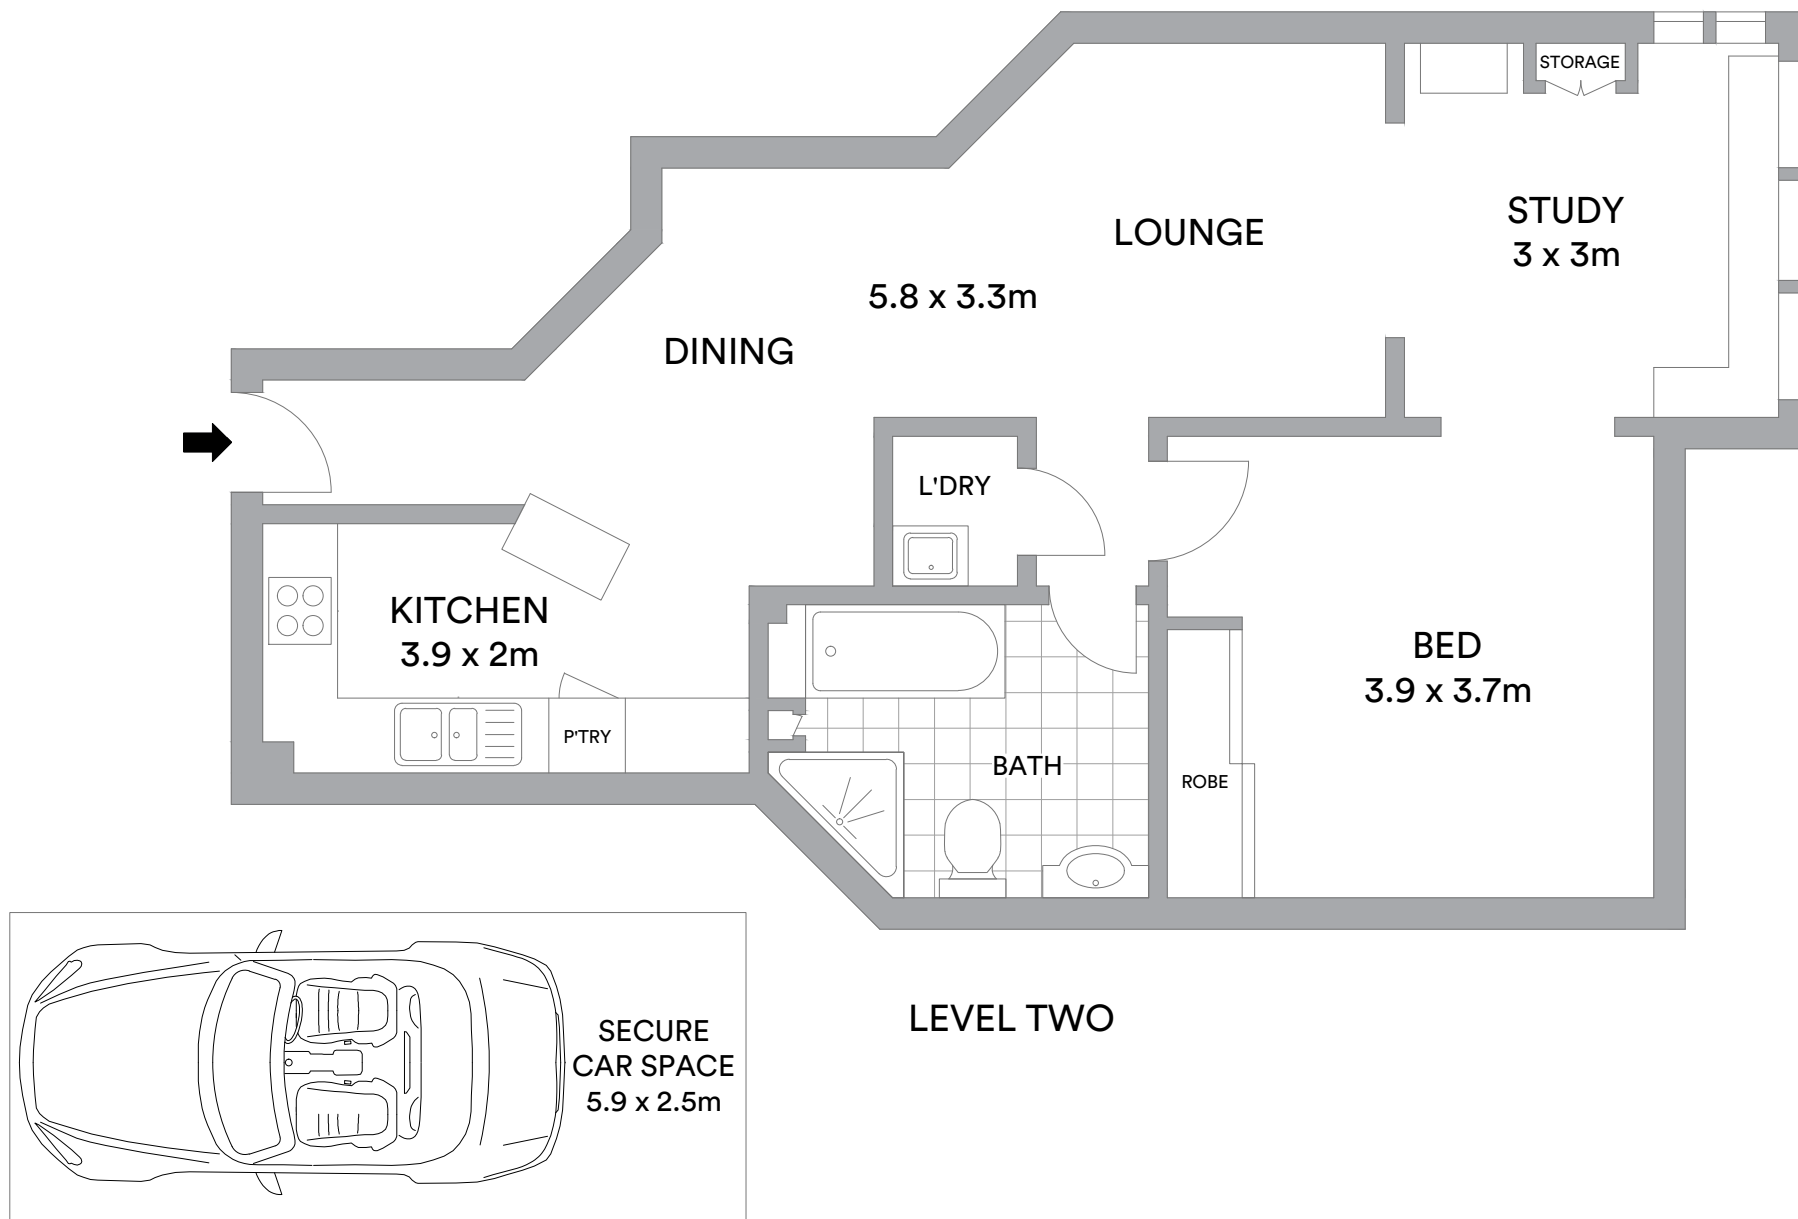 STORAGE
STUDY
3 x 3m
LOUNGE
5.8 x 3.3m
DINING
L'DRY
KITCHEN
3.9 x 2m
P'TRY
BATH
ROBE
BED
3.9 x 3.7m
LEVEL TWO
SECURE
CAR SPACE
5.9 x 2.5m